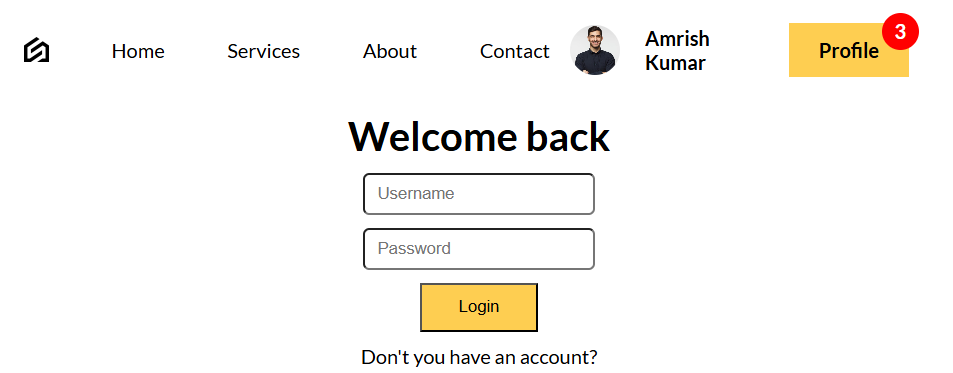 Home Services About Contact Amrish Kumar Profile 3
Welcome back
Username
Password
Login
Don't you have an account?